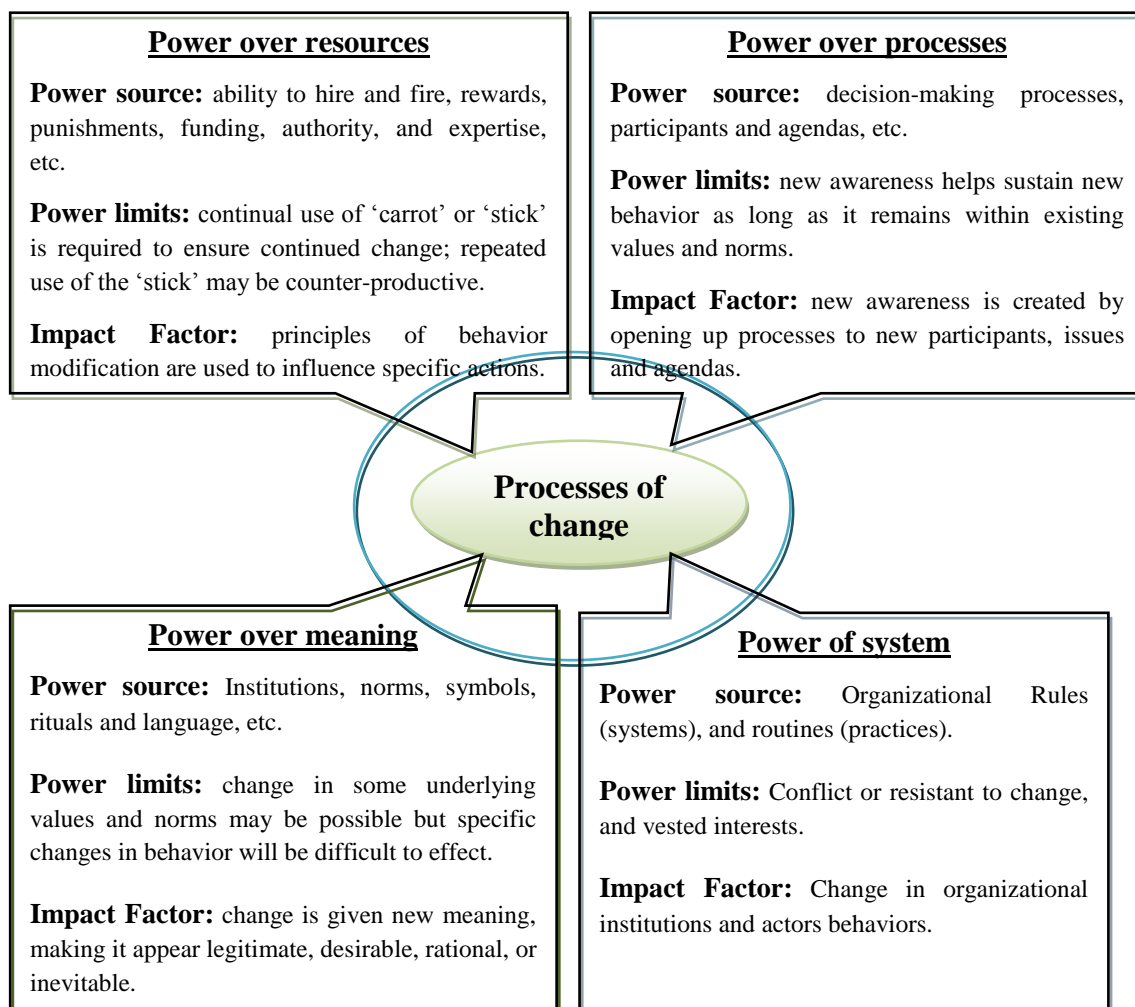 Power over resources
Power source: ability to hire and fire, rewards,
punishments, funding, authority, and expertise,
etc.
Power limits: continual use of ‘carrot’ or ‘stick’
is required to ensure continued change; repeated
use of the ‘stick’ may be counter-productive.
Impact Factor: principles of behavior
modification are used to influence specific actions.
Power over processes
Power source: decision-making processes,
participants and agendas, etc.
Power limits: new awareness helps sustain new
behavior as long as it remains within existing
values and norms.
Impact Factor: new awareness is created by
opening up processes to new participants, issues
and agendas.
Processes of
change
Power over meaning
Power source: Institutions, norms, symbols,
rituals and language, etc.
Power limits: change in some underlying
values and norms may be possible but specific
changes in behavior will be difficult to effect.
Impact Factor: change is given new meaning,
making it appear legitimate, desirable, rational, or
inevitable.
Power of system
Power source: Organizational Rules
(systems), and routines (practices).
Power limits: Conflict or resistant to change,
and vested interests.
Impact Factor: Change in organizational
institutions and actors behaviors.